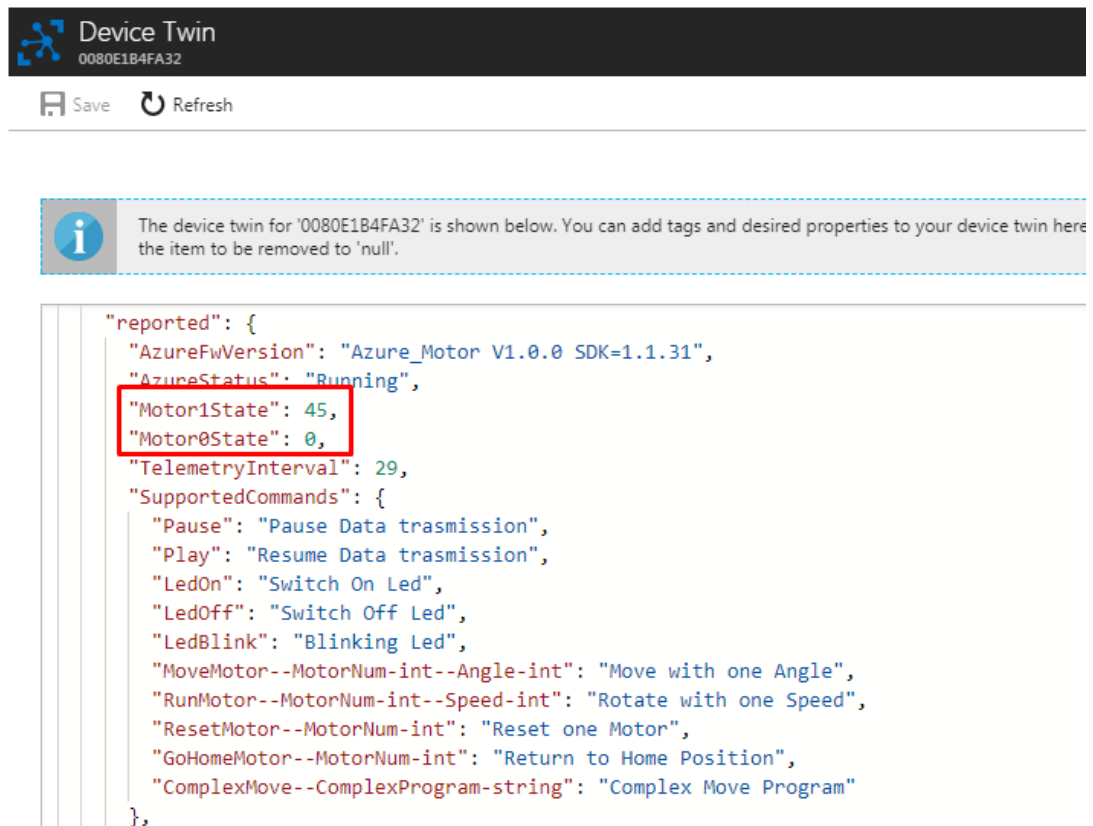 Device Twin
0080E1B4FA32
Save Refresh
The device twin for '0080E1B4FA32' is shown below. You can add tags and desired properties to your device twin here
the item to be removed to 'null'.
"reported": {
"AzureFwVersion": "Azure_Motor V1.0.0 SDK=1.1.31",
"AzureStatus": "Running",
"Motor1State": 45,
"Motor0State": 0,
"TelemetryInterval": 29,
"SupportedCommands": {
"Pause": "Pause Data trasmission",
"Play": "Resume Data trasmission",
"LedOn": "Switch On Led",
"LedOff": "Switch Off Led",
"LedBlink": "Blinking Led",
"MoveMotor--MotorNum-int--Angle-int": "Move with one Angle",
"RunMotor--MotorNum-int--Speed-int": "Rotate with one Speed",
"ResetMotor--MotorNum-int": "Reset one Motor",
"GoHomeMotor--MotorNum-int": "Return to Home Position",
"ComplexMove--ComplexProgram-string": "Complex Move Program"
},